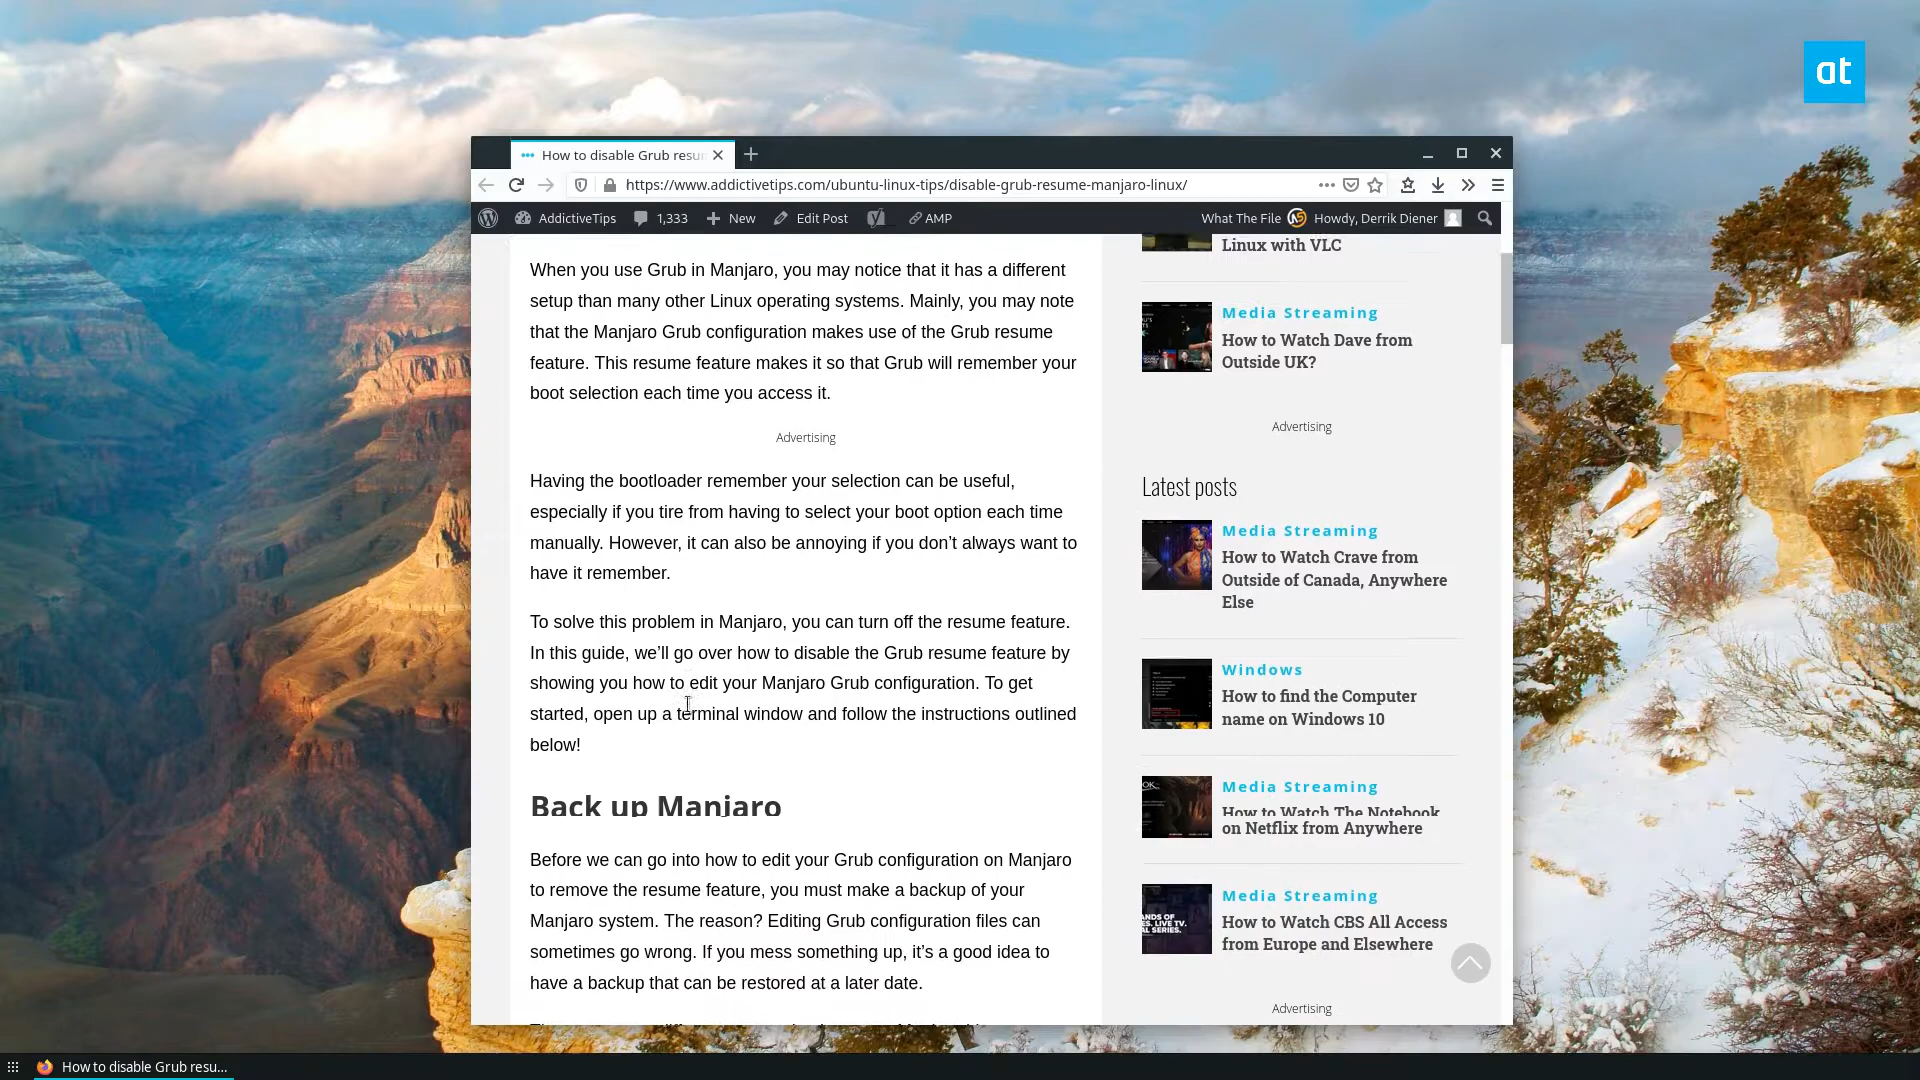 at
How to disable Grub resu
https://www.addictivetips.com/ubuntu-linux-tips/disable-grub-resume-manjaro-linux/
AddictiveTips 1,333 New Edit Post AMP What The File Howdy, Derrik Diener
When you use Grub in Manjaro, you may notice that it has a different
setup than many other Linux operating systems. Mainly, you may note
that the Manjaro Grub configuration makes use of the Grub resume
feature. This resume feature makes it so that Grub will remember your
boot selection each time you access it.
Advertising
Having the bootloader remember your selection can be useful,
especially if you tire from having to select your boot option each time
manually. However, it can also be annoying if you don’t always want to
have it remember.
To solve this problem in Manjaro, you can turn off the resume feature.
In this guide, we’ll go over how to disable the Grub resume feature by
showing you how to edit your Manjaro Grub configuration. To get
started, open up a terminal window and follow the instructions outlined
below!
Back up Manjaro
Before we can go into how to edit your Grub configuration on Manjaro
to remove the resume feature, you must make a backup of your
Manjaro system. The reason? Editing Grub configuration files can
sometimes go wrong. If you mess something up, it’s a good idea to
have a backup that can be restored at a later date.
Linux with VLC
Media Streaming
How to Watch Dave from
Outside UK?
Advertising
Latest posts
Media Streaming
How to Watch Crave from
Outside of Canada, Anywhere
Else
Windows
How to find the Computer
name on Windows 10
Media Streaming
How to Watch The Notebook
on Netflix from Anywhere
Media Streaming
How to Watch CBS All Access
from Europe and Elsewhere
Advertising
How to disable Grub resu...